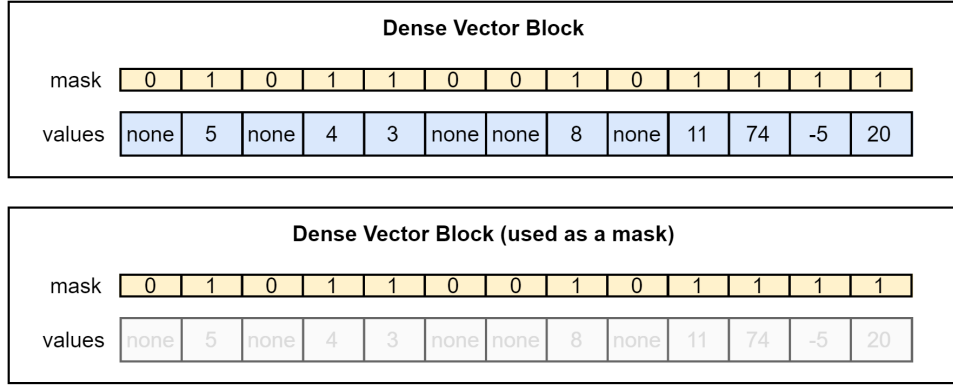 Dense Vector Block
mask 0 1 0 1 1 0 0 1 0 1 1 1 1
values none 5 none 4 3 none none 8 none 11 74 -5 20
Dense Vector Block (used as a mask)
mask 0 1 0 1 1 0 0 1 0 1 1 1 1
values none 5 none 4 3 none none 8 none 11 74 -5 20